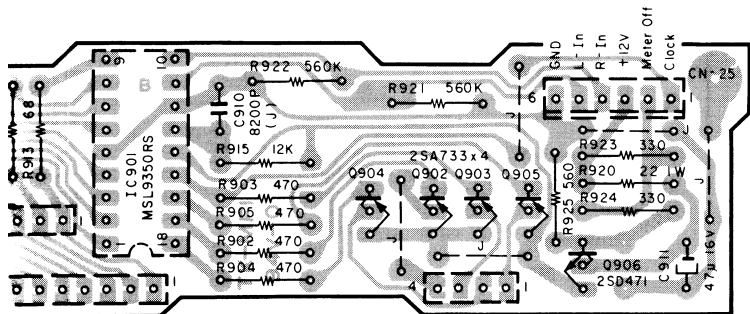 GND
L-In
R-In
+12V
Meter Off
Clock
CN-25
6
1
9
10
B
R922 560K
R921 560K
C910
8200P
(J)
68
R913
IC901
MSL9350RS
R915 12K
2SA733x4
Q904 Q902 Q903 Q905
R903 470
R905 470
R902 470
R904 470
J
J
J
J
J
R923 330
R920 22 1W
R924 330
R925 560
1
18
1
1
4
1
Q906
2SD471
C911
47μ 16V